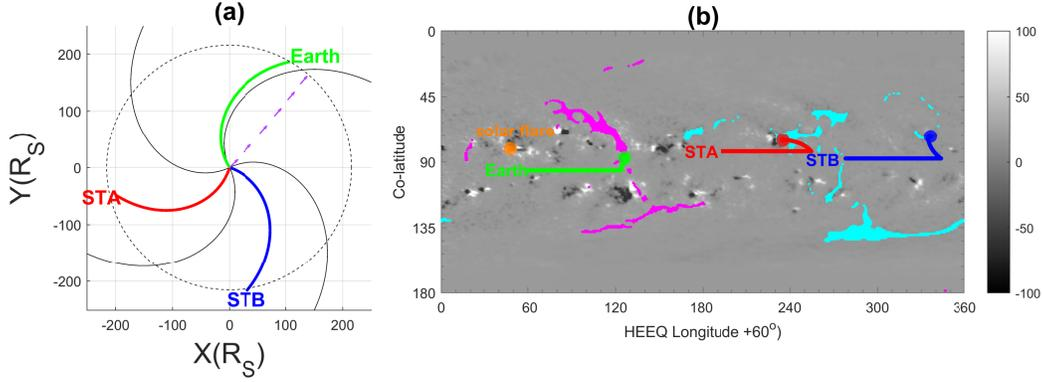 (a)
(b)
200
100
0
-100
-200
-200
-100
0
100
200
Y(R_S)
X(R_S)
Earth
STA
STB
0
45
90
135
180
0
60
120
180
240
300
360
Co-latitude
HEEQ Longitude +60°)
solar flare
Earth
STA
STB
100
50
0
-50
-100